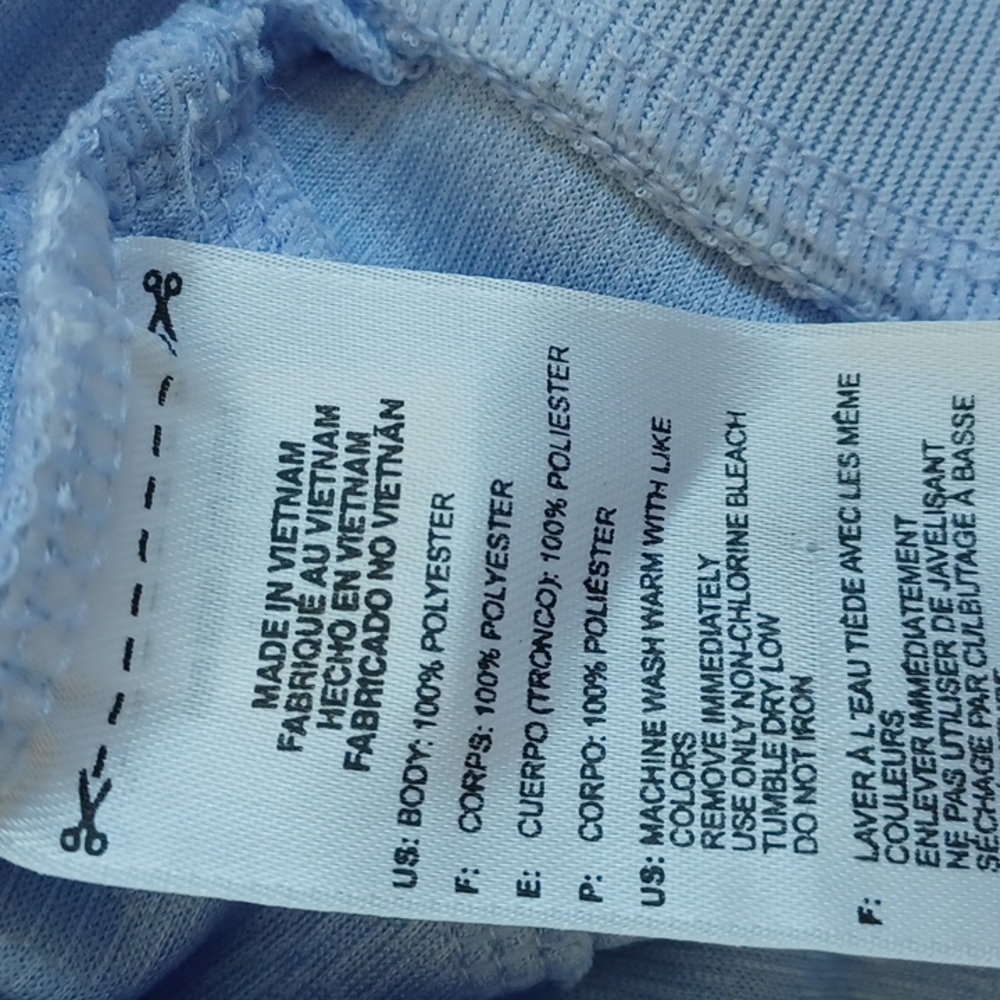 MADE IN VIETNAM
FABRIQUÉ AU VIETNAM
HECHO EN VIETNAM
FABRICADO NO VIETNÃN
US: BODY: 100% POLYESTER
F: CORPS: 100% POLYESTER
E: CUERPO (TRONCO): 100% POLIESTER
P: CORPO: 100% POLIÉSTER
US: MACHINE WASH WARM WITH LIKE
COLORS
REMOVE IMMEDIATELY
USE ONLY NON-CHLORINE BLEACH
TUMBLE DRY LOW
DO NOT IRON
F: LAVER À L'EAU TIÈDE AVEC LES MÊME
COULEURS
ENLEVER IMMÉDIATEMENT
NE PAS UTILISER DE JAVELISANT
SÉCHAGE PAR CULBUTAGE À BASSE